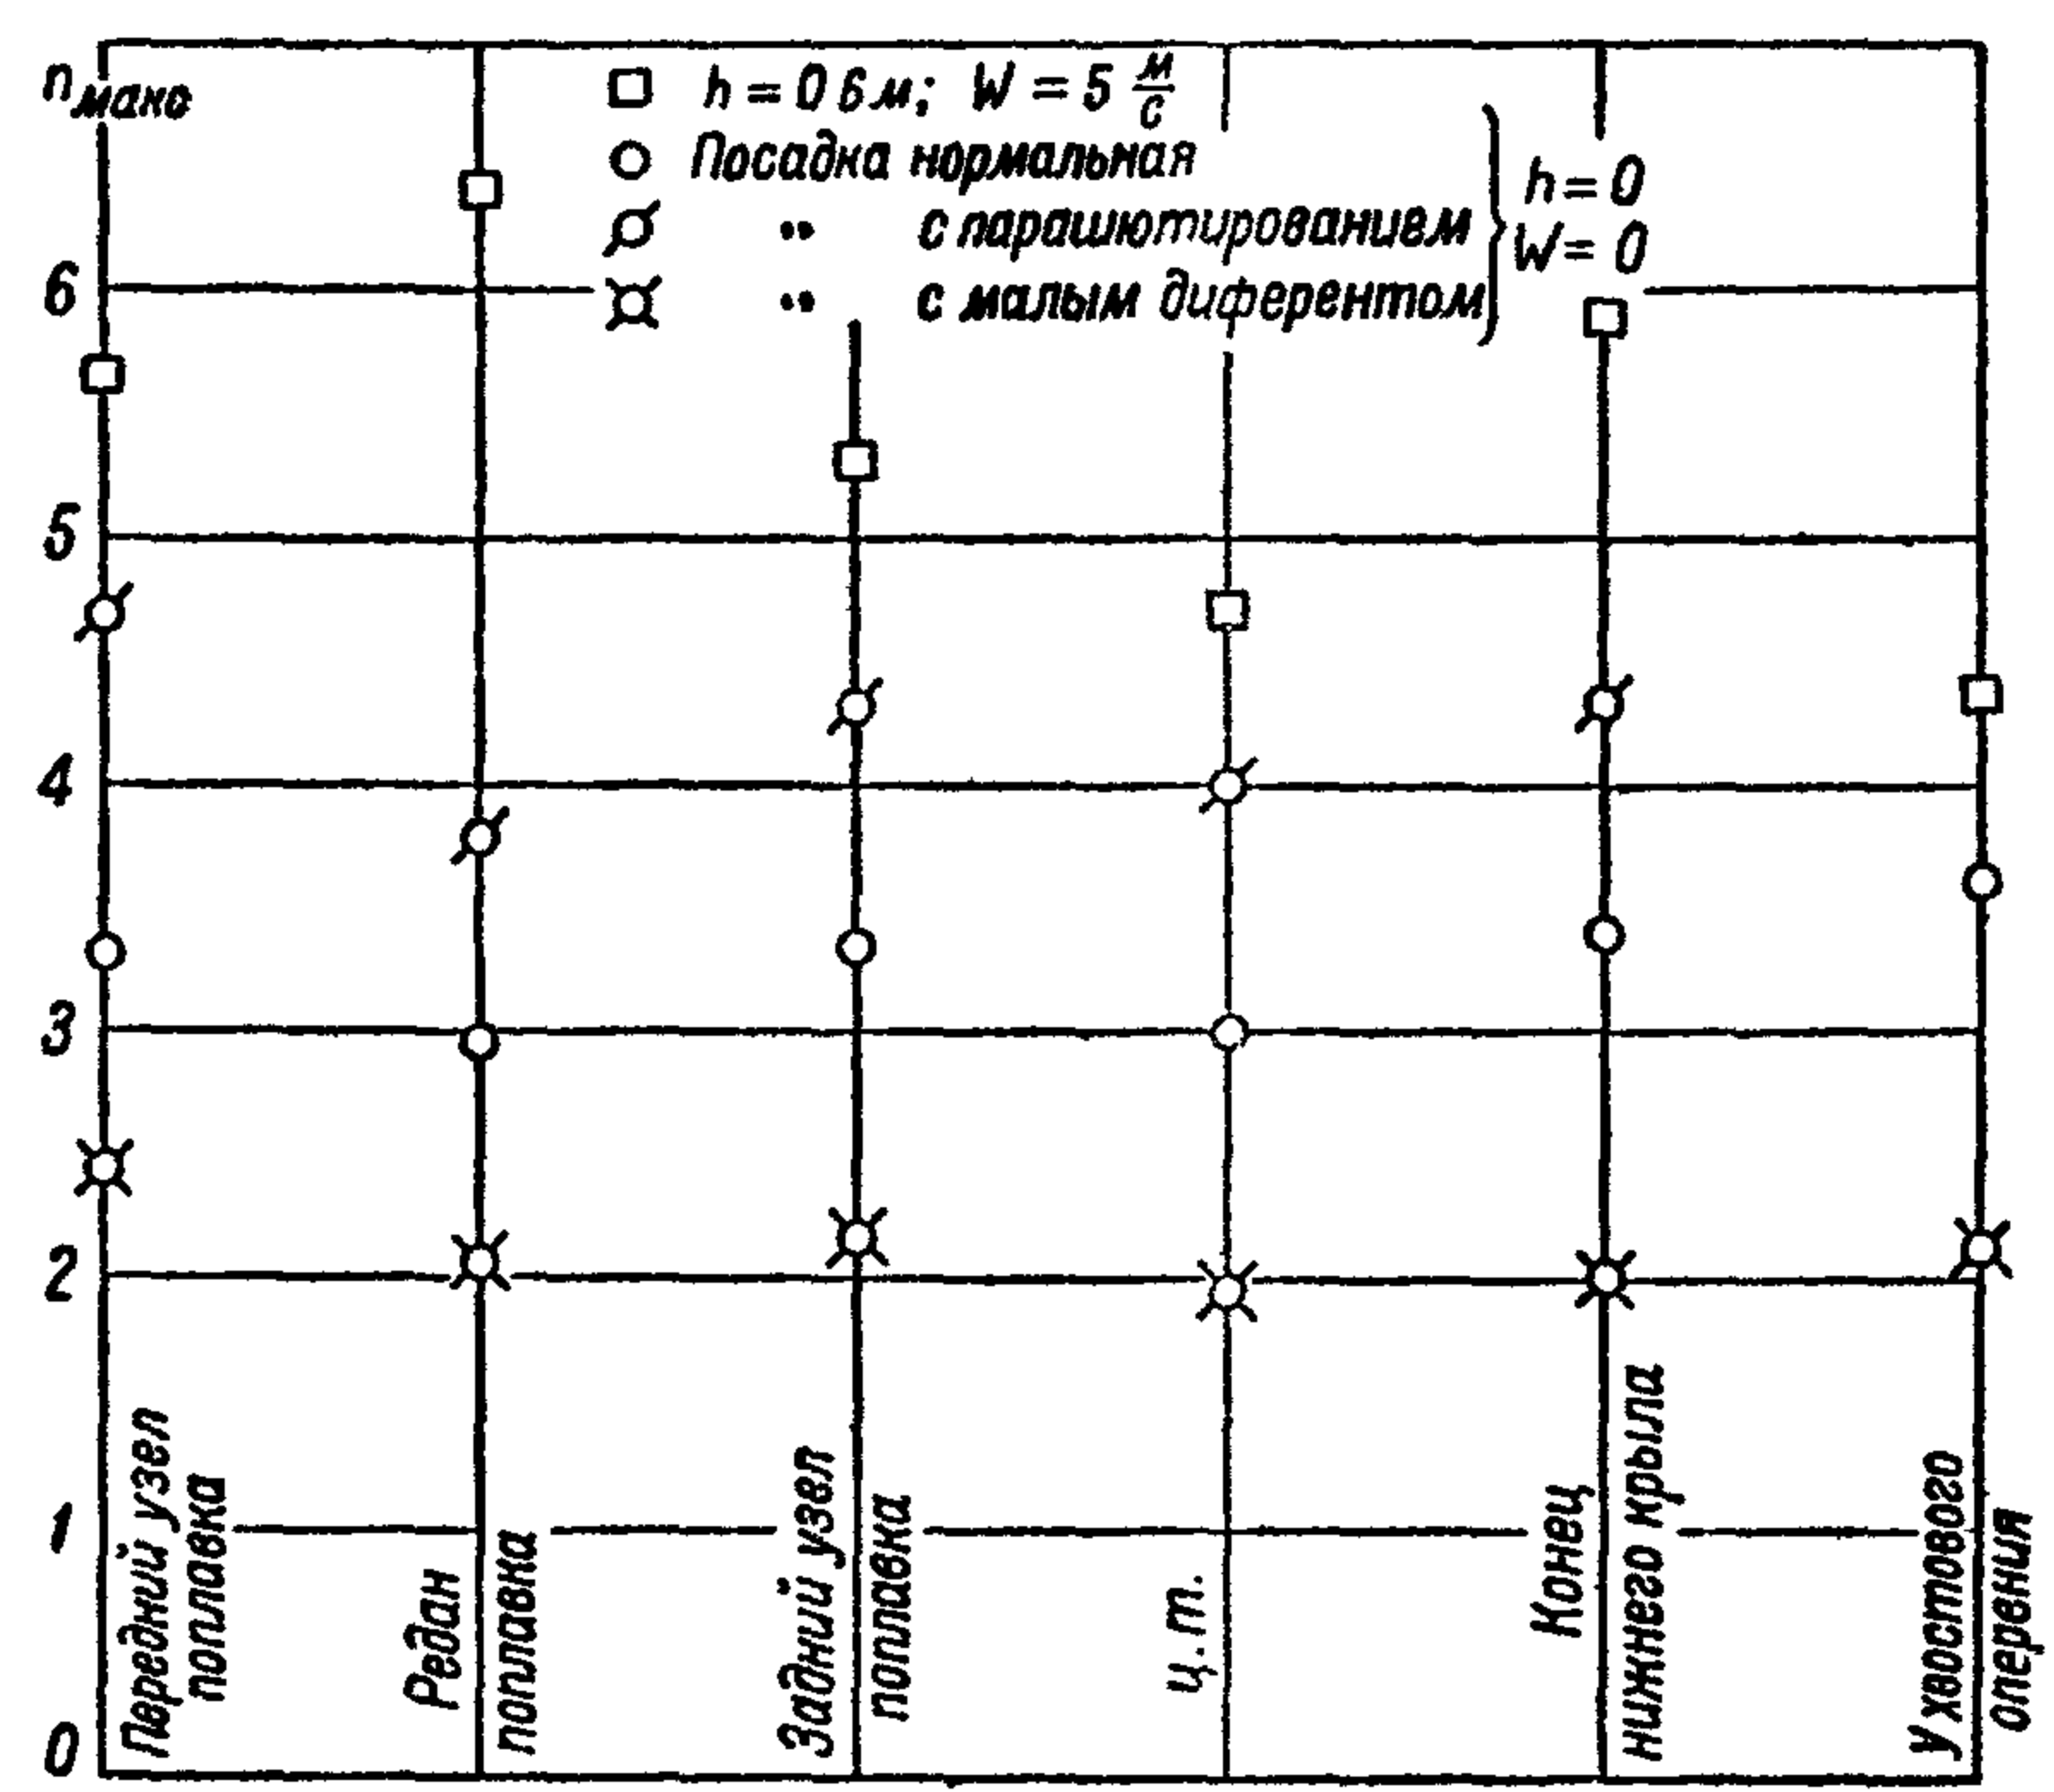 n макс
h = 0 6 м; W = 5 м/с
Посадка нормальная
" с парашютированием
" с малым диферентом
h = 0
W = 0
6
5
4
3
2
1
0
Передний узел
поплавка
Редан
поплавка
Задний узел
поплавка
ц.т.
Конец
нижнего крыла
У хвостового
оперения